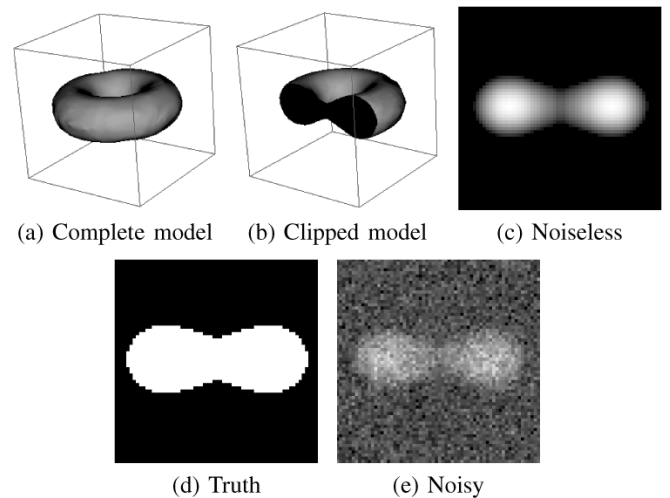 (a) Complete model
(b) Clipped model
(c) Noiseless
(d) Truth
(e) Noisy